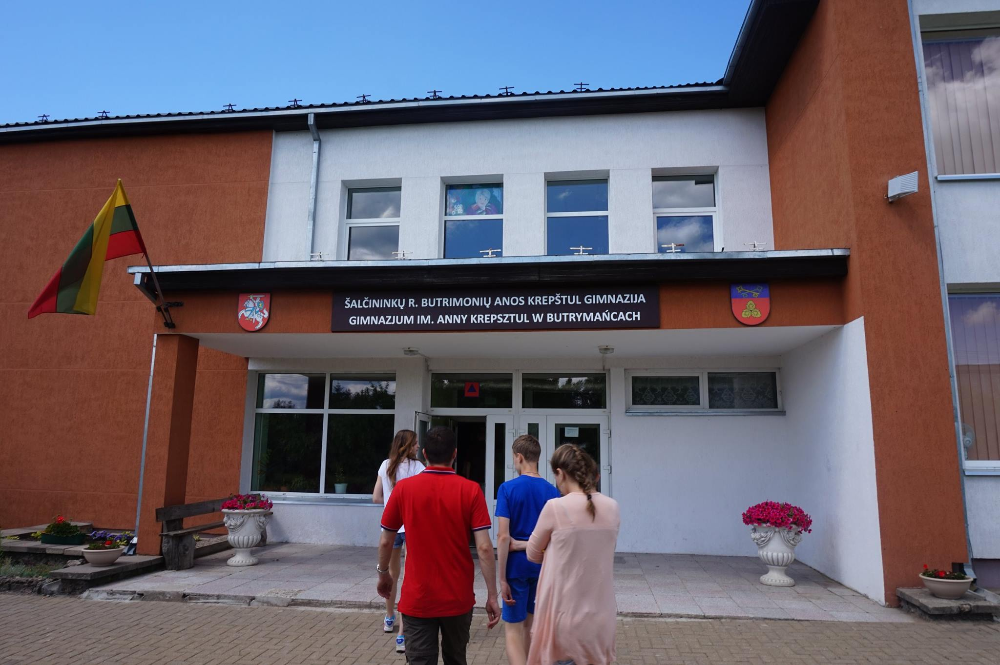 ŠALČININKŲ R. BUTRIMONIŲ ANOS KREPŠTUL GIMNAZIJA
GIMNAZJUM IM. ANNY KREPSZTUL W BUTRYMAŃCACH